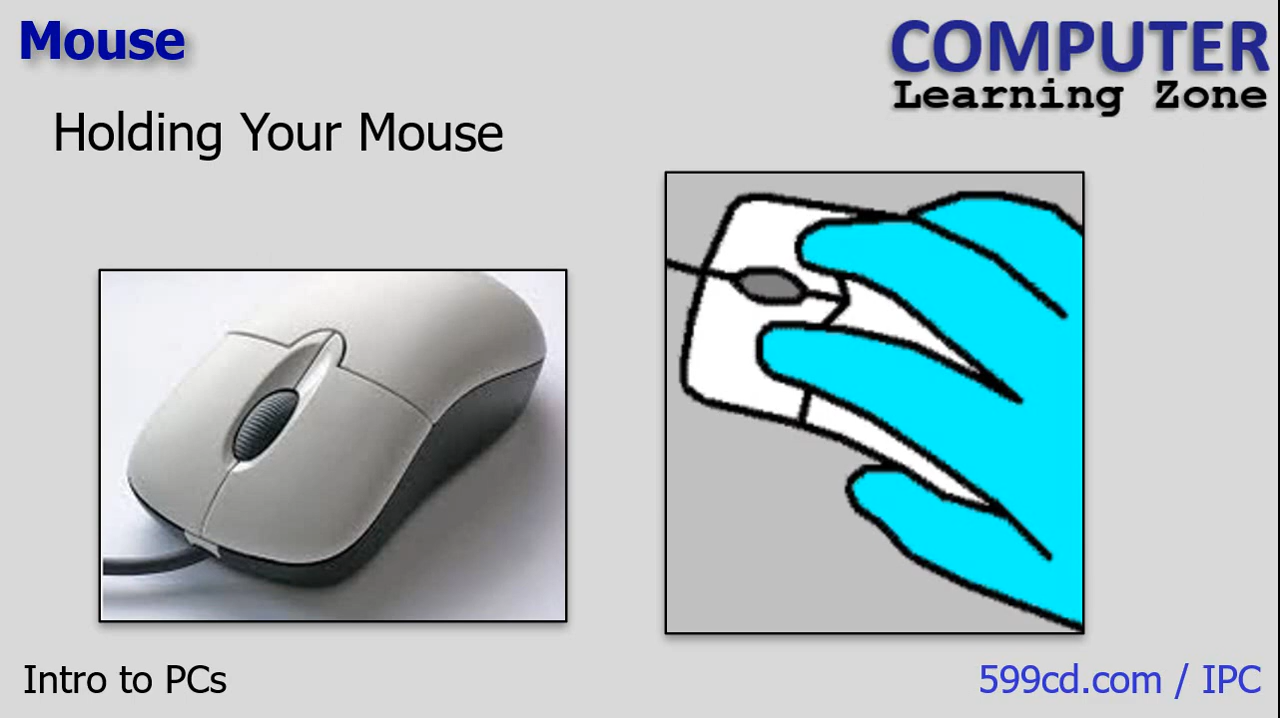 Mouse
COMPUTER
Learning Zone
Holding Your Mouse
Intro to PCs
599cd.com / IPC